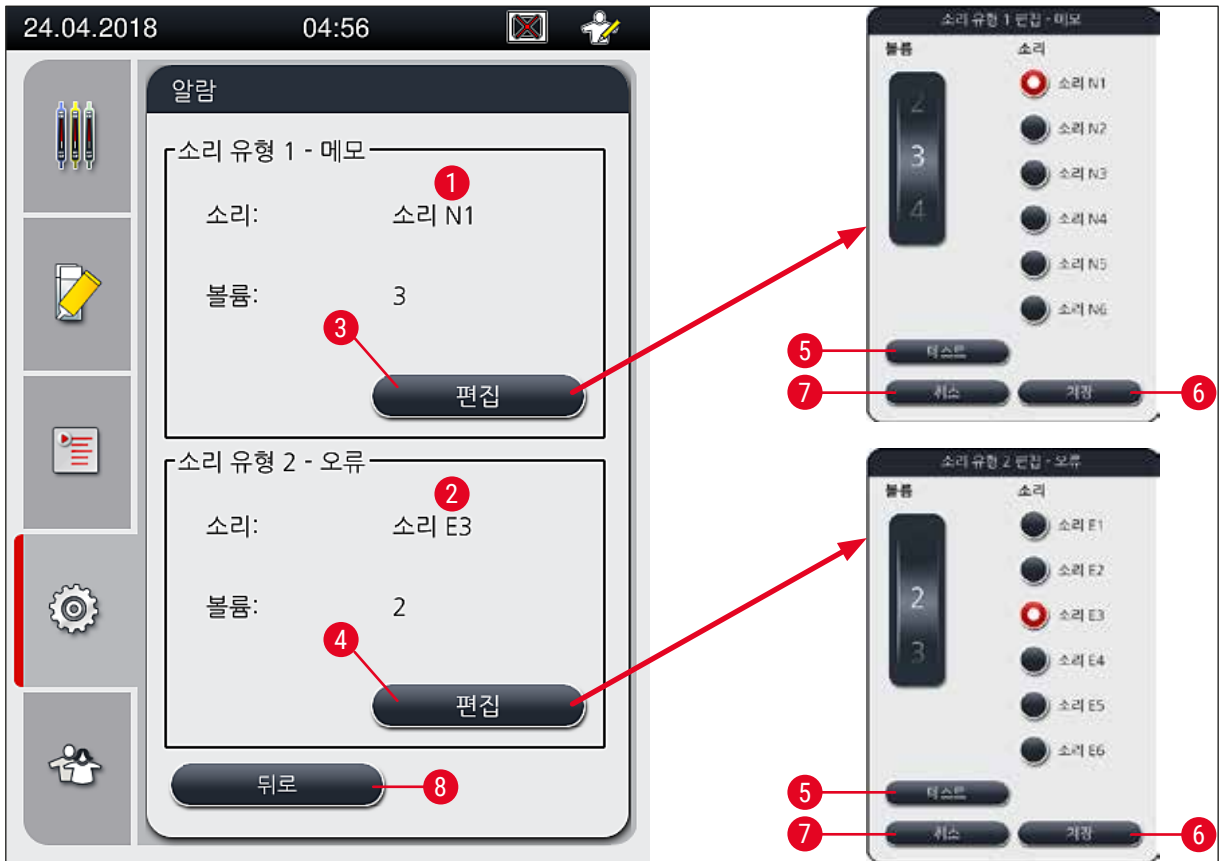 24.04.2018 04:56
알람
소리 유형 1 - 메모
1
소리: 소리 N1
볼륨: 3
3
편집
소리 유형 2 - 오류
2
소리: 소리 E3
볼륨: 2
4
편집
뒤로 8
소리 유형 1 편집 - 메모
볼륨 소리
2
3
4
소리 N1
소리 N2
소리 N3
소리 N4
소리 N5
소리 N6
5 테스트
7 취소 저장 6
소리 유형 2 편집 - 오류
볼륨 소리
2
3
소리 E1
소리 E2
소리 E3
소리 E4
소리 E5
소리 E6
5 테스트
7 취소 저장 6